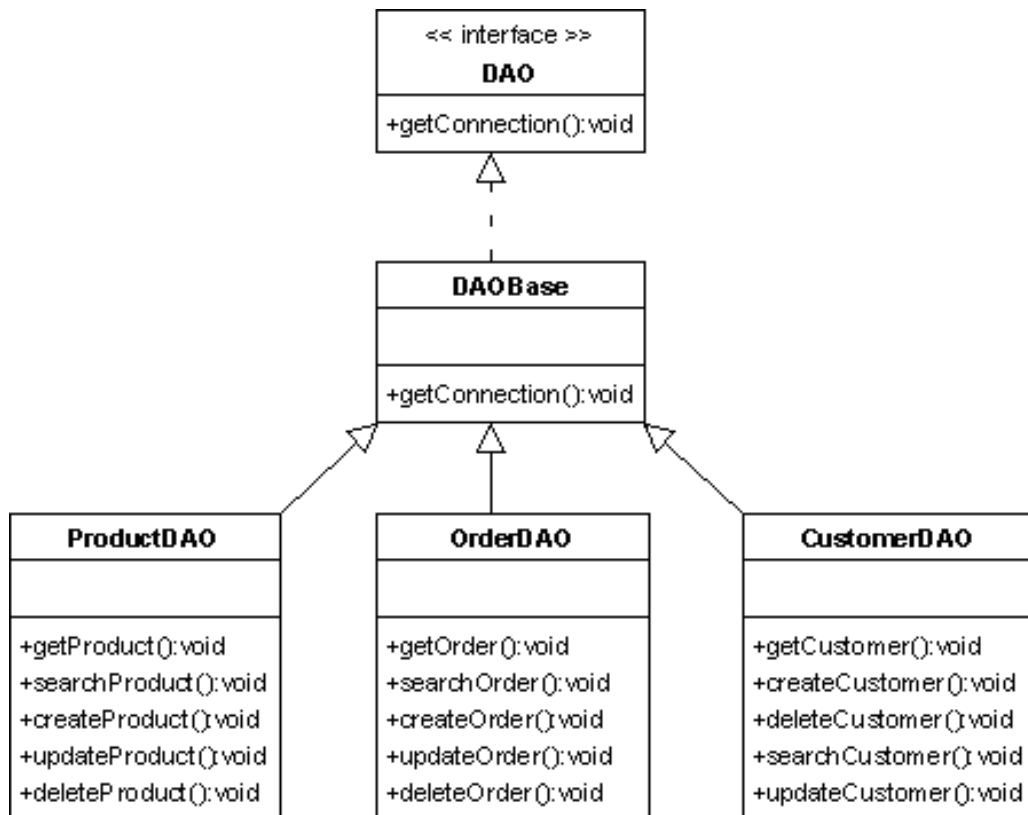 << interface >>
DAO
+getConnection():void
DAOBase
+getConnection():void
ProductDAO
+getProduct():void
+searchProduct():void
+createProduct():void
+updateProduct():void
+deleteProduct():void
OrderDAO
+getOrder():void
+searchOrder():void
+createOrder():void
+updateOrder():void
+deleteOrder():void
CustomerDAO
+getCustomer():void
+createCustomer():void
+deleteCustomer():void
+searchCustomer():void
+updateCustomer():void